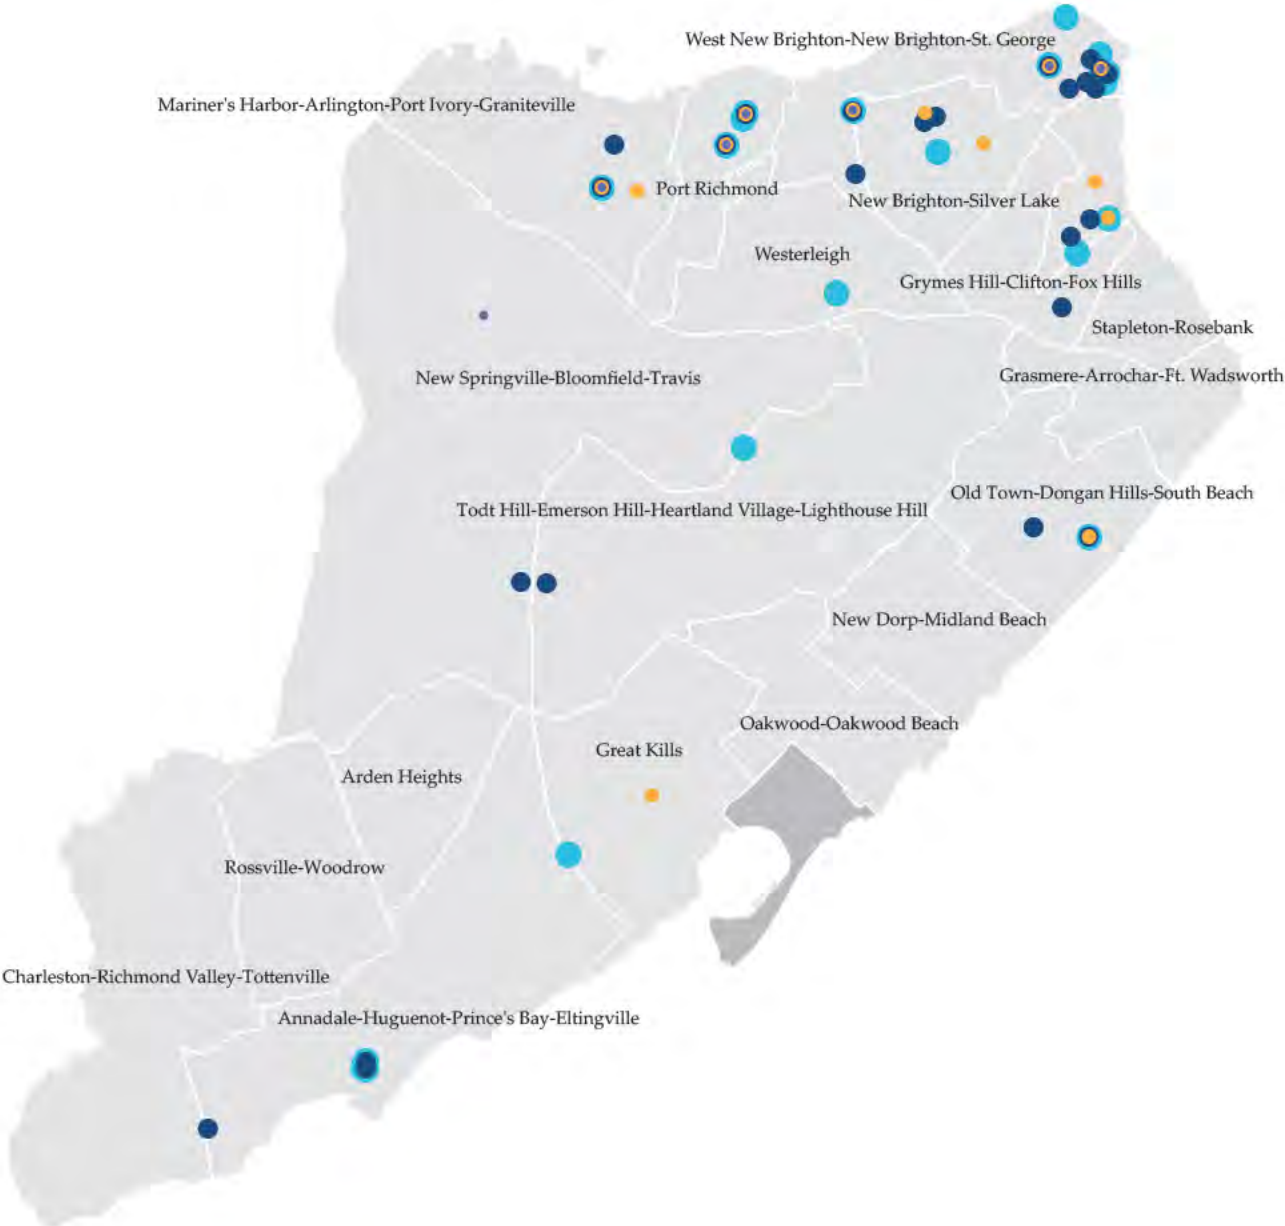 West New Brighton-New Brighton-St. George
Mariner's Harbor-Arlington-Port Ivory-Graniteville
Port Richmond
New Brighton-Silver Lake
Westerleigh
Grymes Hill-Clifton-Fox Hills
Stapleton-Rosebank
New Springville-Bloomfield-Travis
Grasmere-Arrochar-Ft. Wadsworth
Old Town-Dongan Hills-South Beach
Todt Hill-Emerson Hill-Heartland Village-Lighthouse Hill
New Dorp-Midland Beach
Oakwood-Oakwood Beach
Great Kills
Arden Heights
Rossville-Woodrow
Charleston-Richmond Valley-Tottenville
Annadale-Huguenot-Prince's Bay-Eltingville